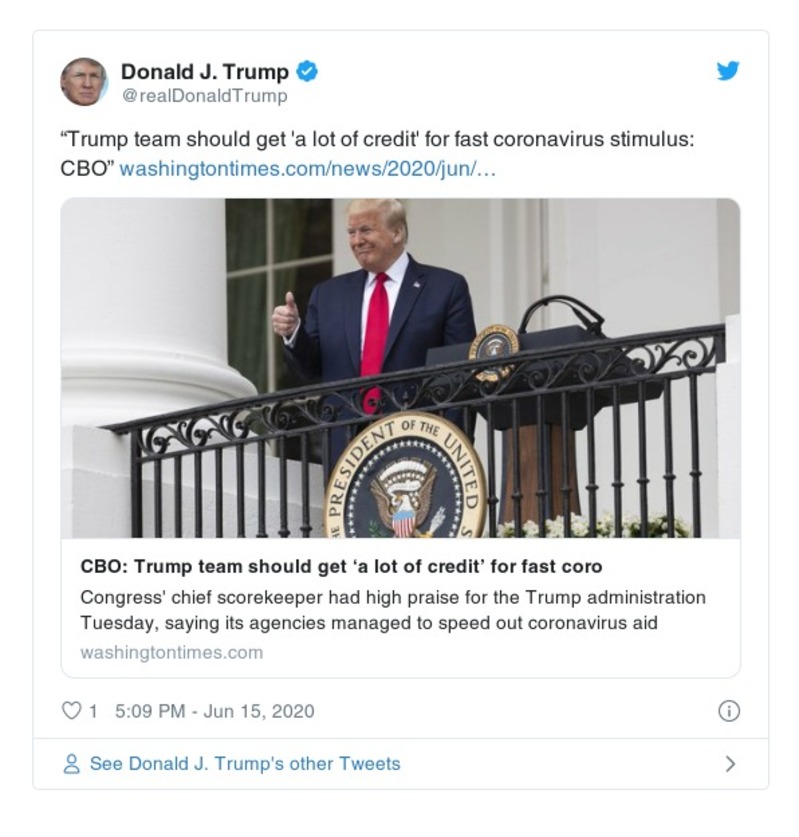 Donald J. Trump
@realDonaldTrump
“Trump team should get 'a lot of credit' for fast coronavirus stimulus:
CBO” washingtontimes.com/news/2020/jun/…
PRESIDENT OF THE UNITED S
CBO: Trump team should get ‘a lot of credit’ for fast coro
Congress' chief scorekeeper had high praise for the Trump administration
Tuesday, saying its agencies managed to speed out coronavirus aid
washingtontimes.com
1 5:09 PM - Jun 15, 2020
See Donald J. Trump's other Tweets